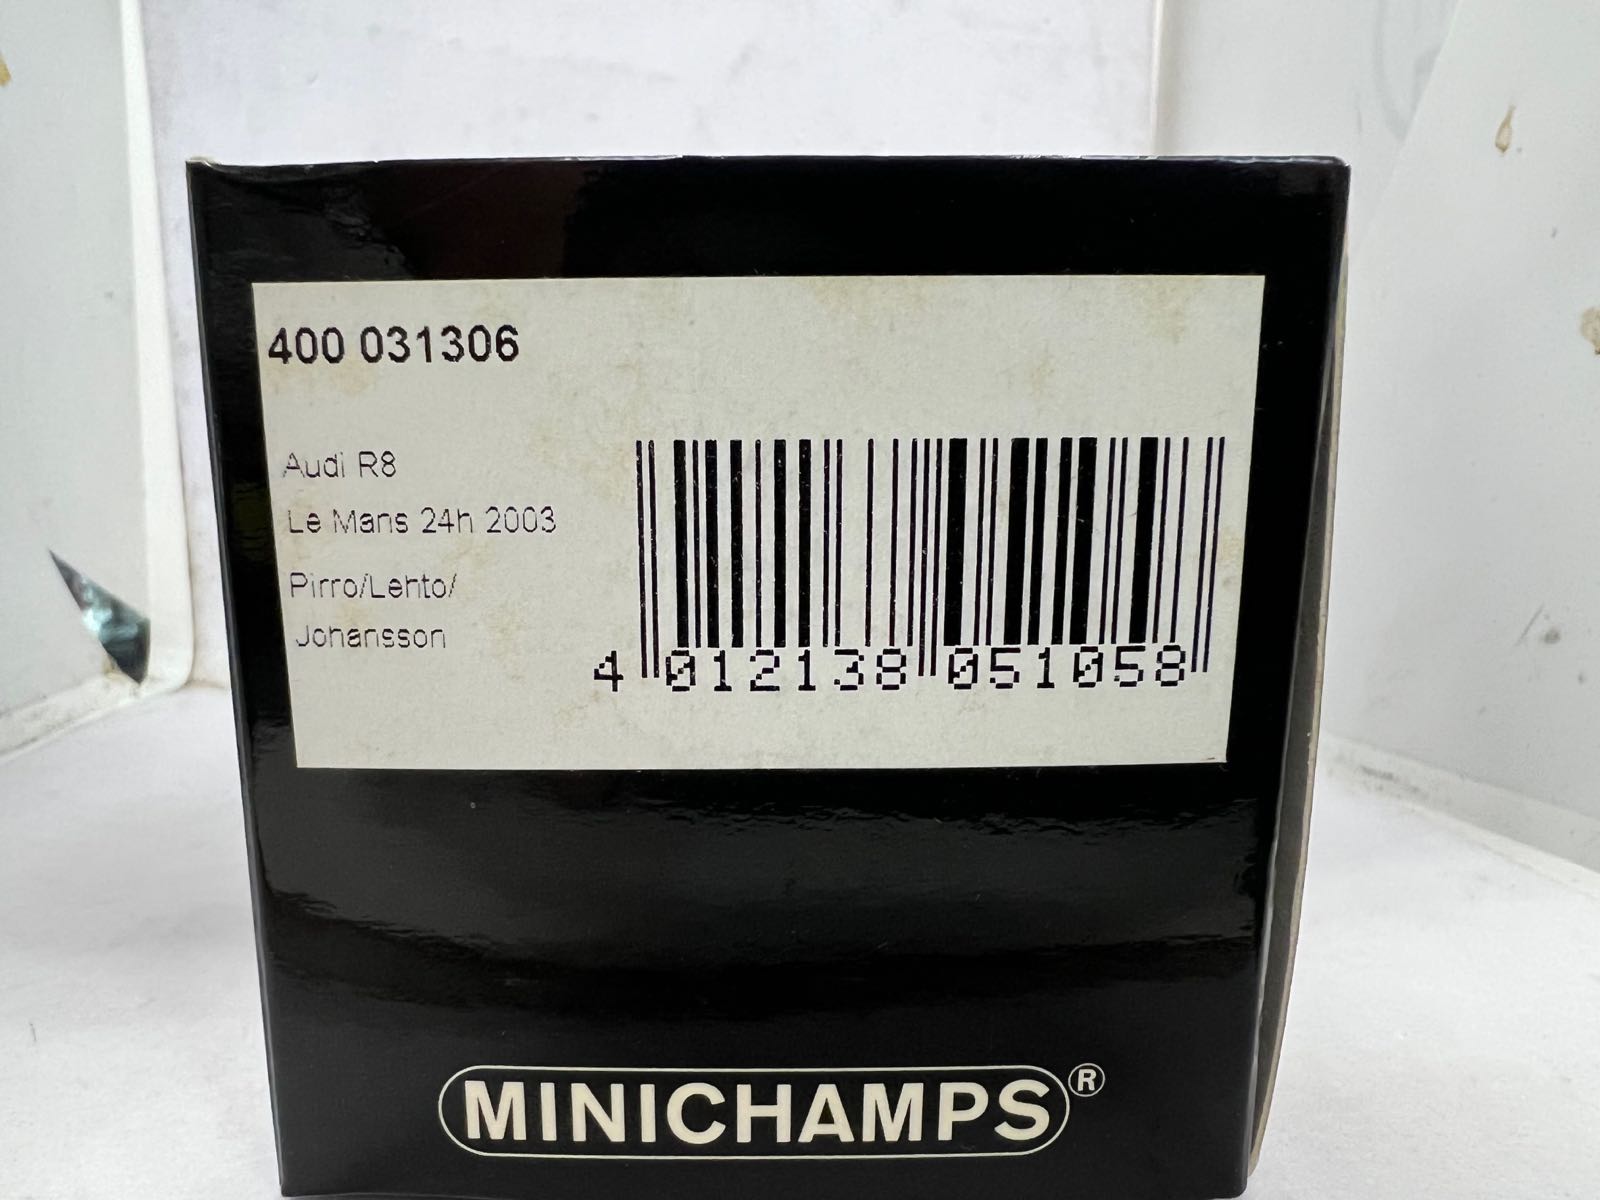 400 031306
Audi R8
Le Mans 24h 2003
Pirro/Lehto/
Johansson
4 012138 051058
MINICHAMPS®